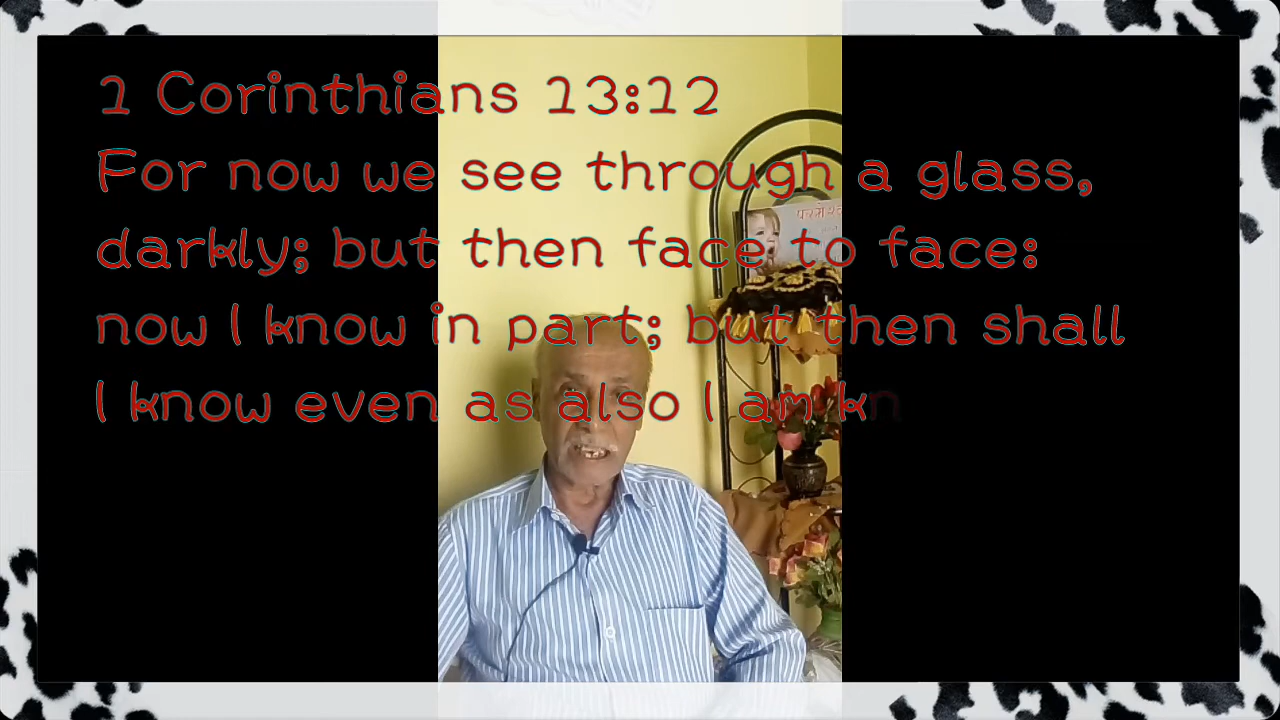 1 Corinthians 13:12
For now we see through a glass,
darkly; but then face to face:
now I know in part; but then shall
I know even as also I am kn